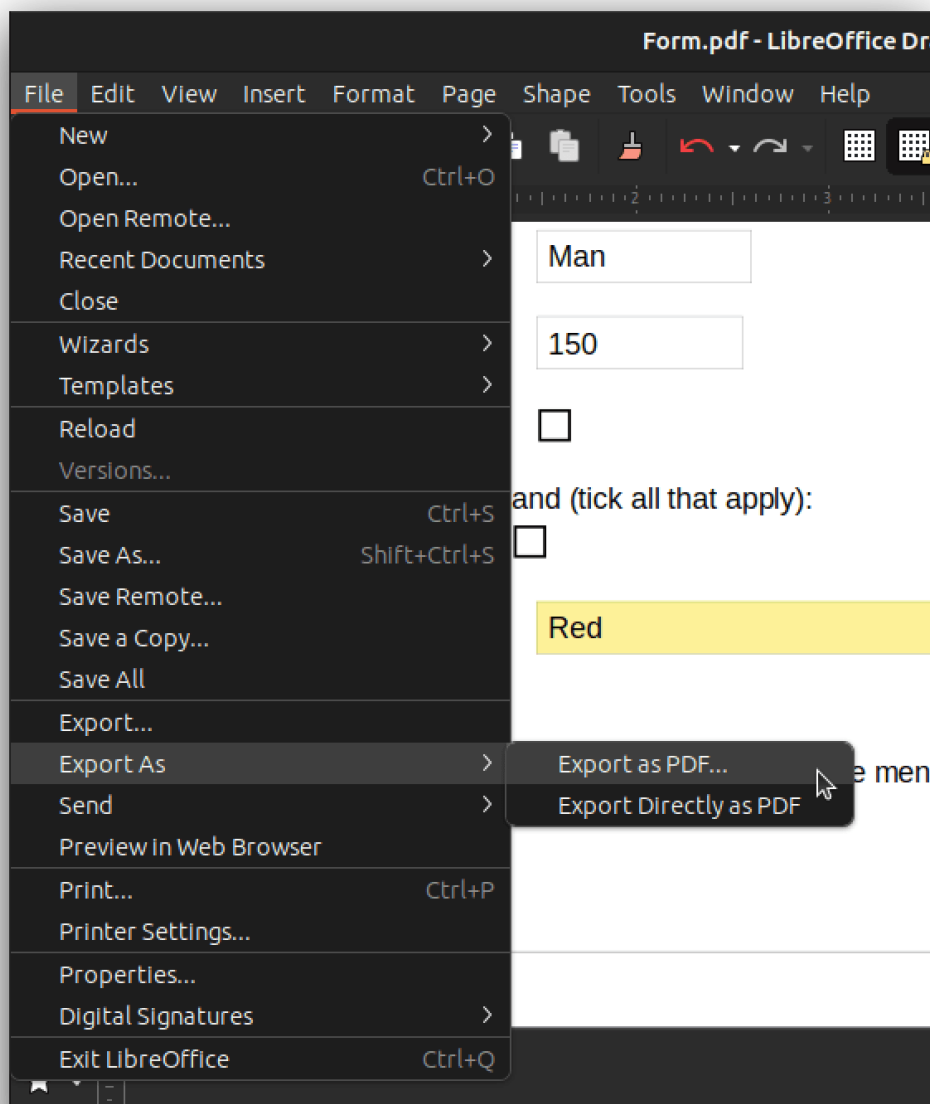 Form.pdf - LibreOffice Dr
File Edit View Insert Format Page Shape Tools Window Help
New
Open... Ctrl+O
Open Remote...
Recent Documents
Close
Wizards
Templates
Reload
Versions...
Save Ctrl+S
Save As... Shift+Ctrl+S
Save Remote...
Save a Copy...
Save All
Export...
Export As
Send
Preview in Web Browser
Print... Ctrl+P
Printer Settings...
Properties...
Digital Signatures
Exit LibreOffice Ctrl+Q
Export as PDF...
Export Directly as PDF
2 3
Man
150
and (tick all that apply):
Red
e men